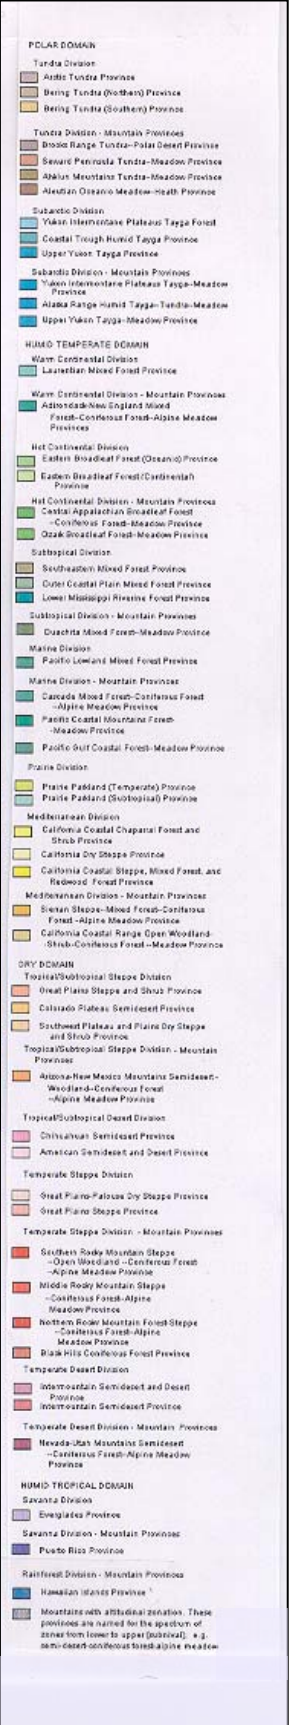 POLAR DOMAIN
Tundra Division
Arctic Tundra Province
Bering Tundra (Northern) Province
Bering Tundra (Southern) Province
Tundra Division - Mountain Provinces
Brooks Range Tundra--Polar Desert Province
Seward Peninsula Tundra--Meadow Province
Ahklun Mountains Tundra--Meadow Province
Aleutian Oceanic Meadow--Heath Province
Subarctic Division
Yukon Intermontane Plateaus Tayga Forest
Coastal Trough Humid Tayga Province
Upper Yukon Tayga Province
Subarctic Division - Mountain Provinces
Yukon Intermontane Plateaus Tayga--Meadow
Province
Alaska Range Humid Tayga--Tundra--Meadow
Upper Yukon Tayga--Meadow Province
HUMID TEMPERATE DOMAIN
Warm Continental Division
Laurentian Mixed Forest Province
Warm Continental Division - Mountain Provinces
Adirondack-New England Mixed
Forest--Coniferous Forest--Alpine Meadow
Provinces
Hot Continental Division
Eastern Broadleaf Forest (Oceanic) Province
Eastern Broadleaf Forest (Continental)
Province
Hot Continental Division - Mountain Provinces
Central Appalachian Broadleaf Forest
--Coniferous Forest--Meadow Province
Ozark Broadleaf Forest--Meadow Province
Subtropical Division
Southeastern Mixed Forest Province
Outer Coastal Plain Mixed Forest Province
Lower Mississippi Riverine Forest Province
Subtropical Division - Mountain Provinces
Ouachita Mixed Forest--Meadow Province
Marine Division
Pacific Lowland Mixed Forest Province
Marine Division - Mountain Provinces
Cascade Mixed Forest--Coniferous Forest
--Alpine Meadow Province
Pacific Coastal Mountains Forest-
-Meadow Province
Pacific Gulf Coastal Forest--Meadow Province
Prairie Division
Prairie Parkland (Temperate) Province
Prairie Parkland (Subtropical) Province
Mediterranean Division
California Coastal Chaparral Forest and
Shrub Province
California Dry Steppe Province
California Coastal Steppe, Mixed Forest, and
Redwood Forest Province
Mediterranean Division - Mountain Provinces
Sierran Steppe--Mixed Forest--Coniferous
Forest --Alpine Meadow Province
California Coastal Range Open Woodland-
-Shrub--Coniferous Forest --Meadow Province
DRY DOMAIN
Tropical/Subtropical Steppe Division
Great Plains Steppe and Shrub Province
Colorado Plateau Semidesert Province
Southwest Plateau and Plains Dry Steppe
and Shrub Province
Tropical/Subtropical Steppe Division - Mountain
Provinces
Arizona-New Mexico Mountains Semidesert-
-Woodland--Coniferous Forest
--Alpine Meadow Province
Tropical/Subtropical Desert Division
Chihuahuan Semidesert Province
American Semidesert and Desert Province
Temperate Steppe Division
Great Plains-Palouse Dry Steppe Province
Great Plains Steppe Province
Temperate Steppe Division - Mountain Provinces
Southern Rocky Mountain Steppe
--Open Woodland --Coniferous Forest
--Alpine Meadow Province
Middle Rocky Mountain Steppe
--Coniferous Forest--Alpine
Meadow Province
Northern Rocky Mountain Forest-Steppe
--Coniferous Forest--Alpine
Meadow Province
Black Hills Coniferous Forest Province
Temperate Desert Division
Intermountain Semidesert and Desert
Province
Intermountain Semidesert Province
Temperate Desert Division - Mountain Provinces
Nevada-Utah Mountains Semidesert
--Coniferous Forest--Alpine Meadow
Province
HUMID TROPICAL DOMAIN
Savanna Division
Everglades Province
Savanna Division - Mountain Provinces
Puerto Rico Province
Rainforest Division - Mountain Provinces
Hawaiian Islands Province
Mountains with altitudinal zonation. These
provinces are named for the spectrum of
zones from lower to upper (subnival), e.g.
semi-desert-coniferous forest-alpine meadow